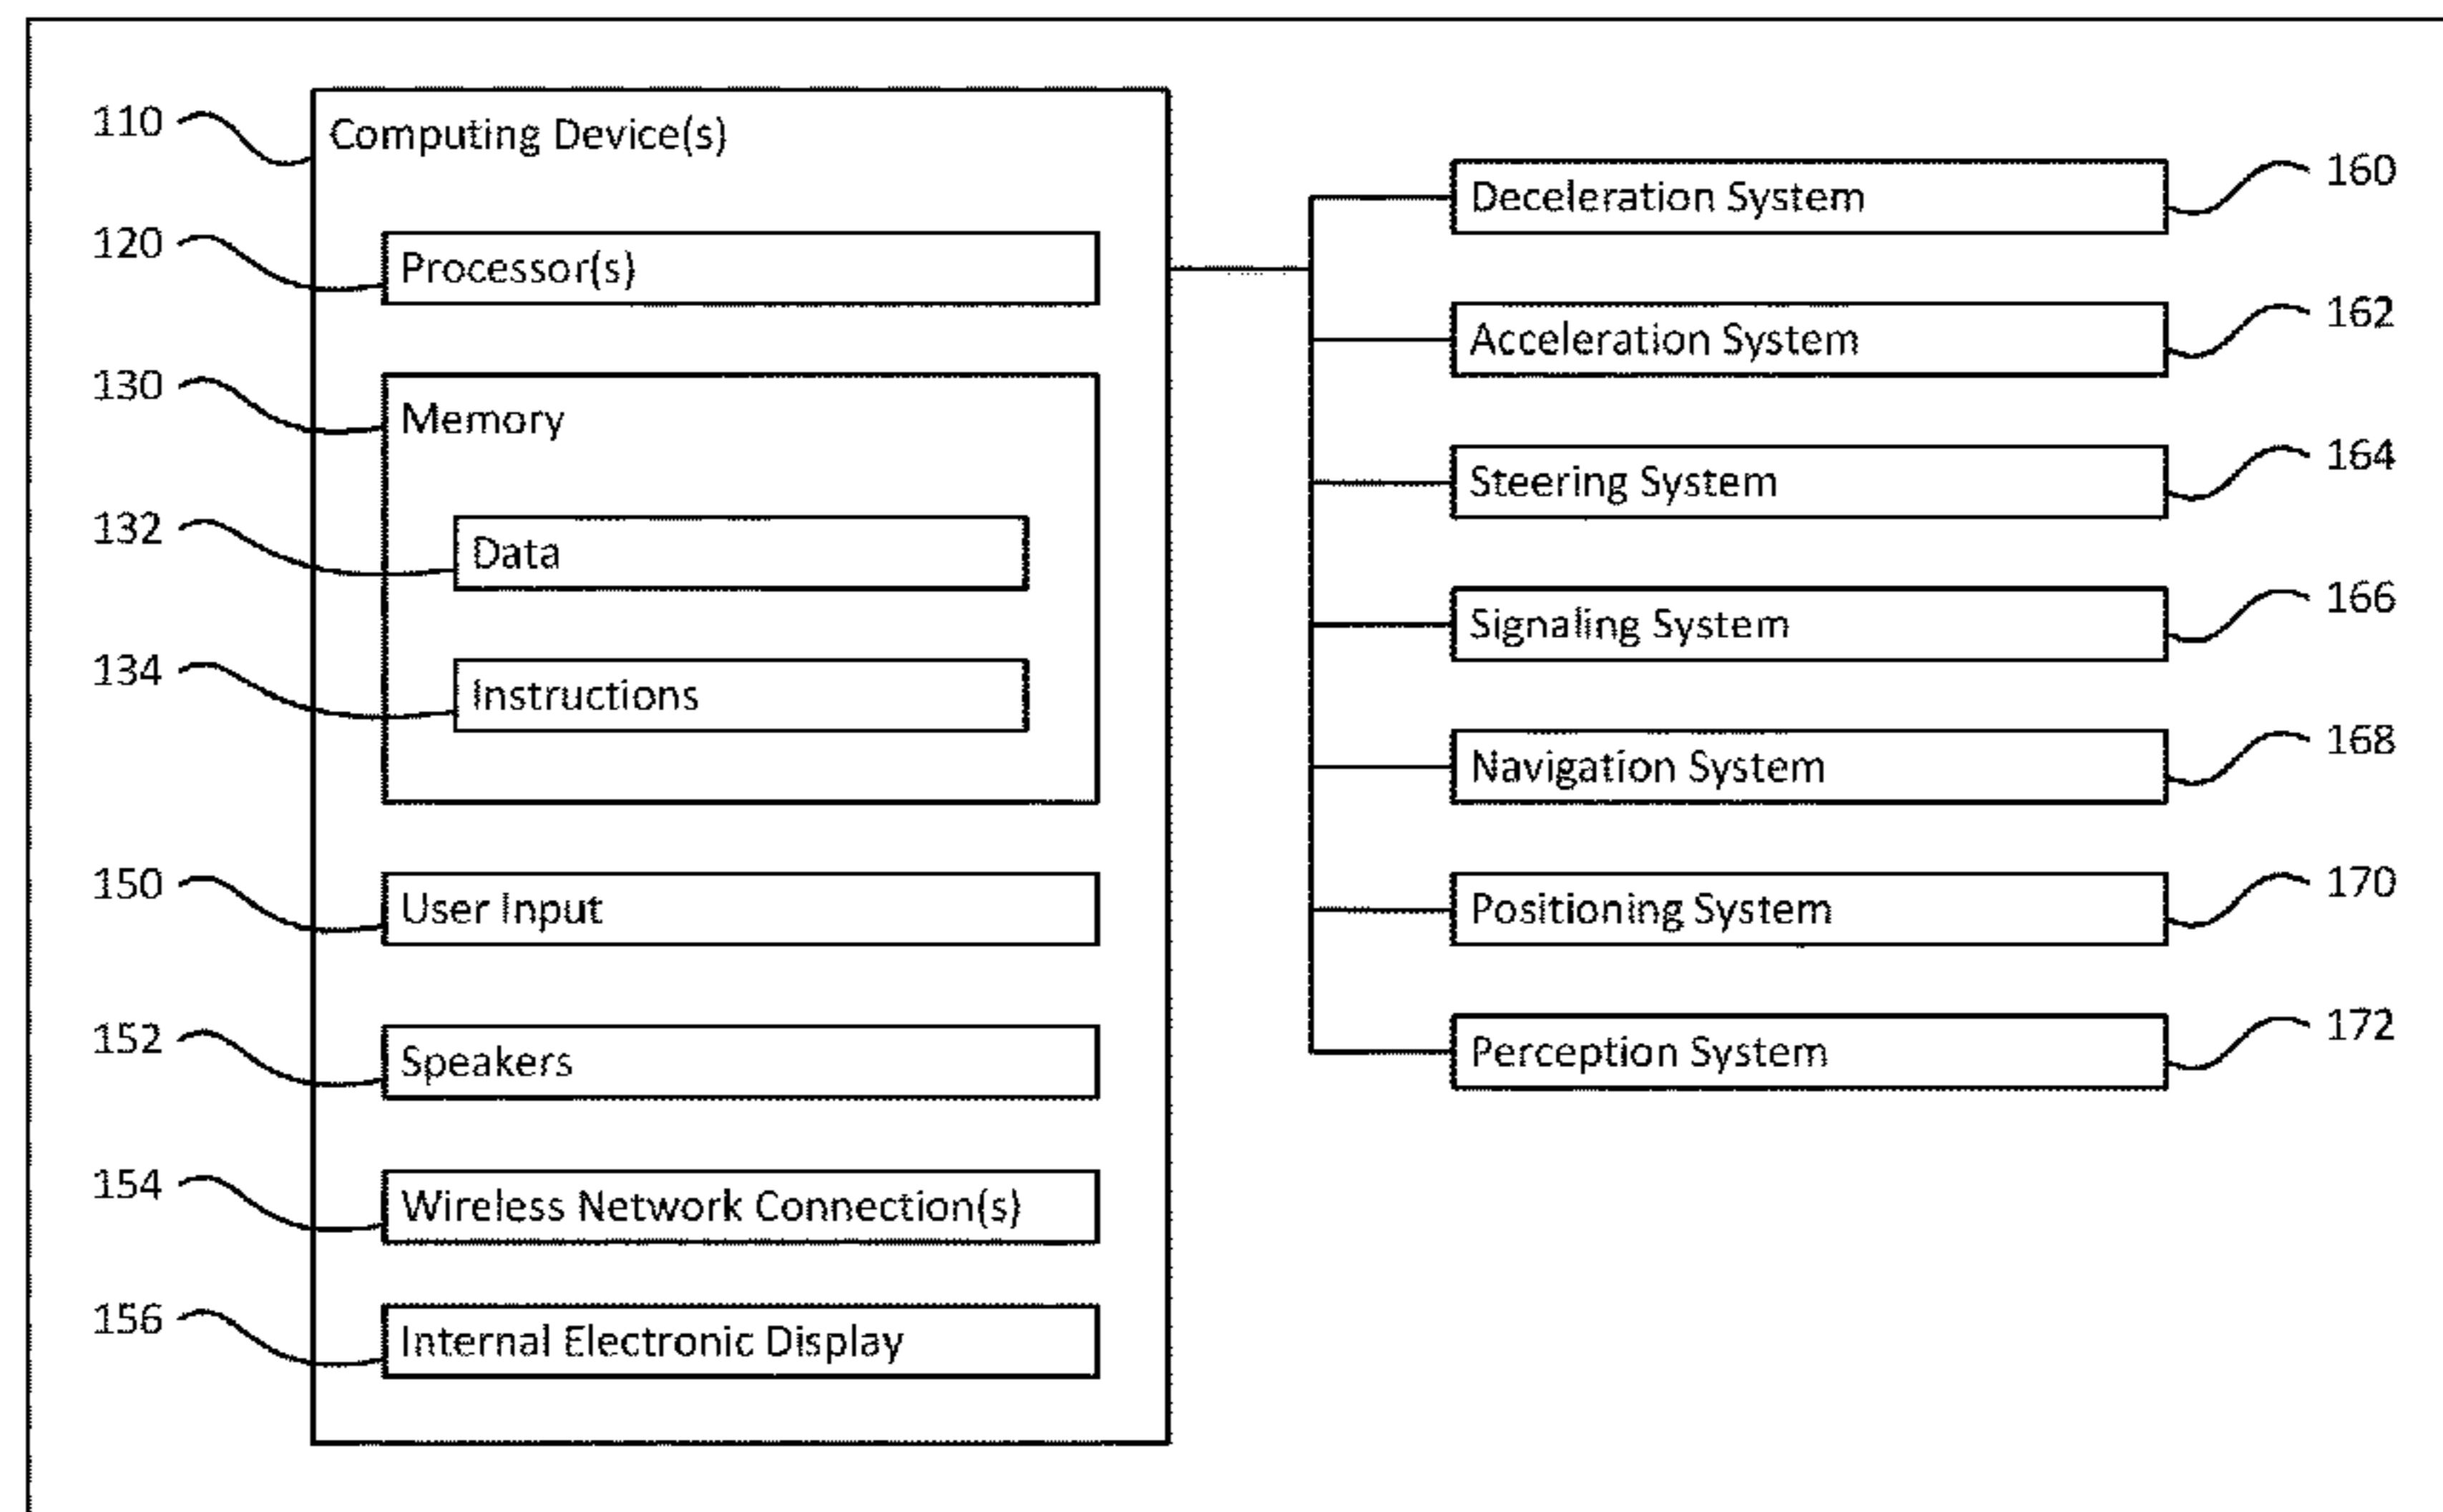 110
Computing Device(s)
120
Processor(s)
130
Memory
132
Data
134
Instructions
150
User Input
152
Speakers
154
Wireless Network Connection(s)
156
Internal Electronic Display
Deceleration System
160
Acceleration System
162
Steering System
164
Signaling System
166
Navigation System
168
Positioning System
170
Perception System
172